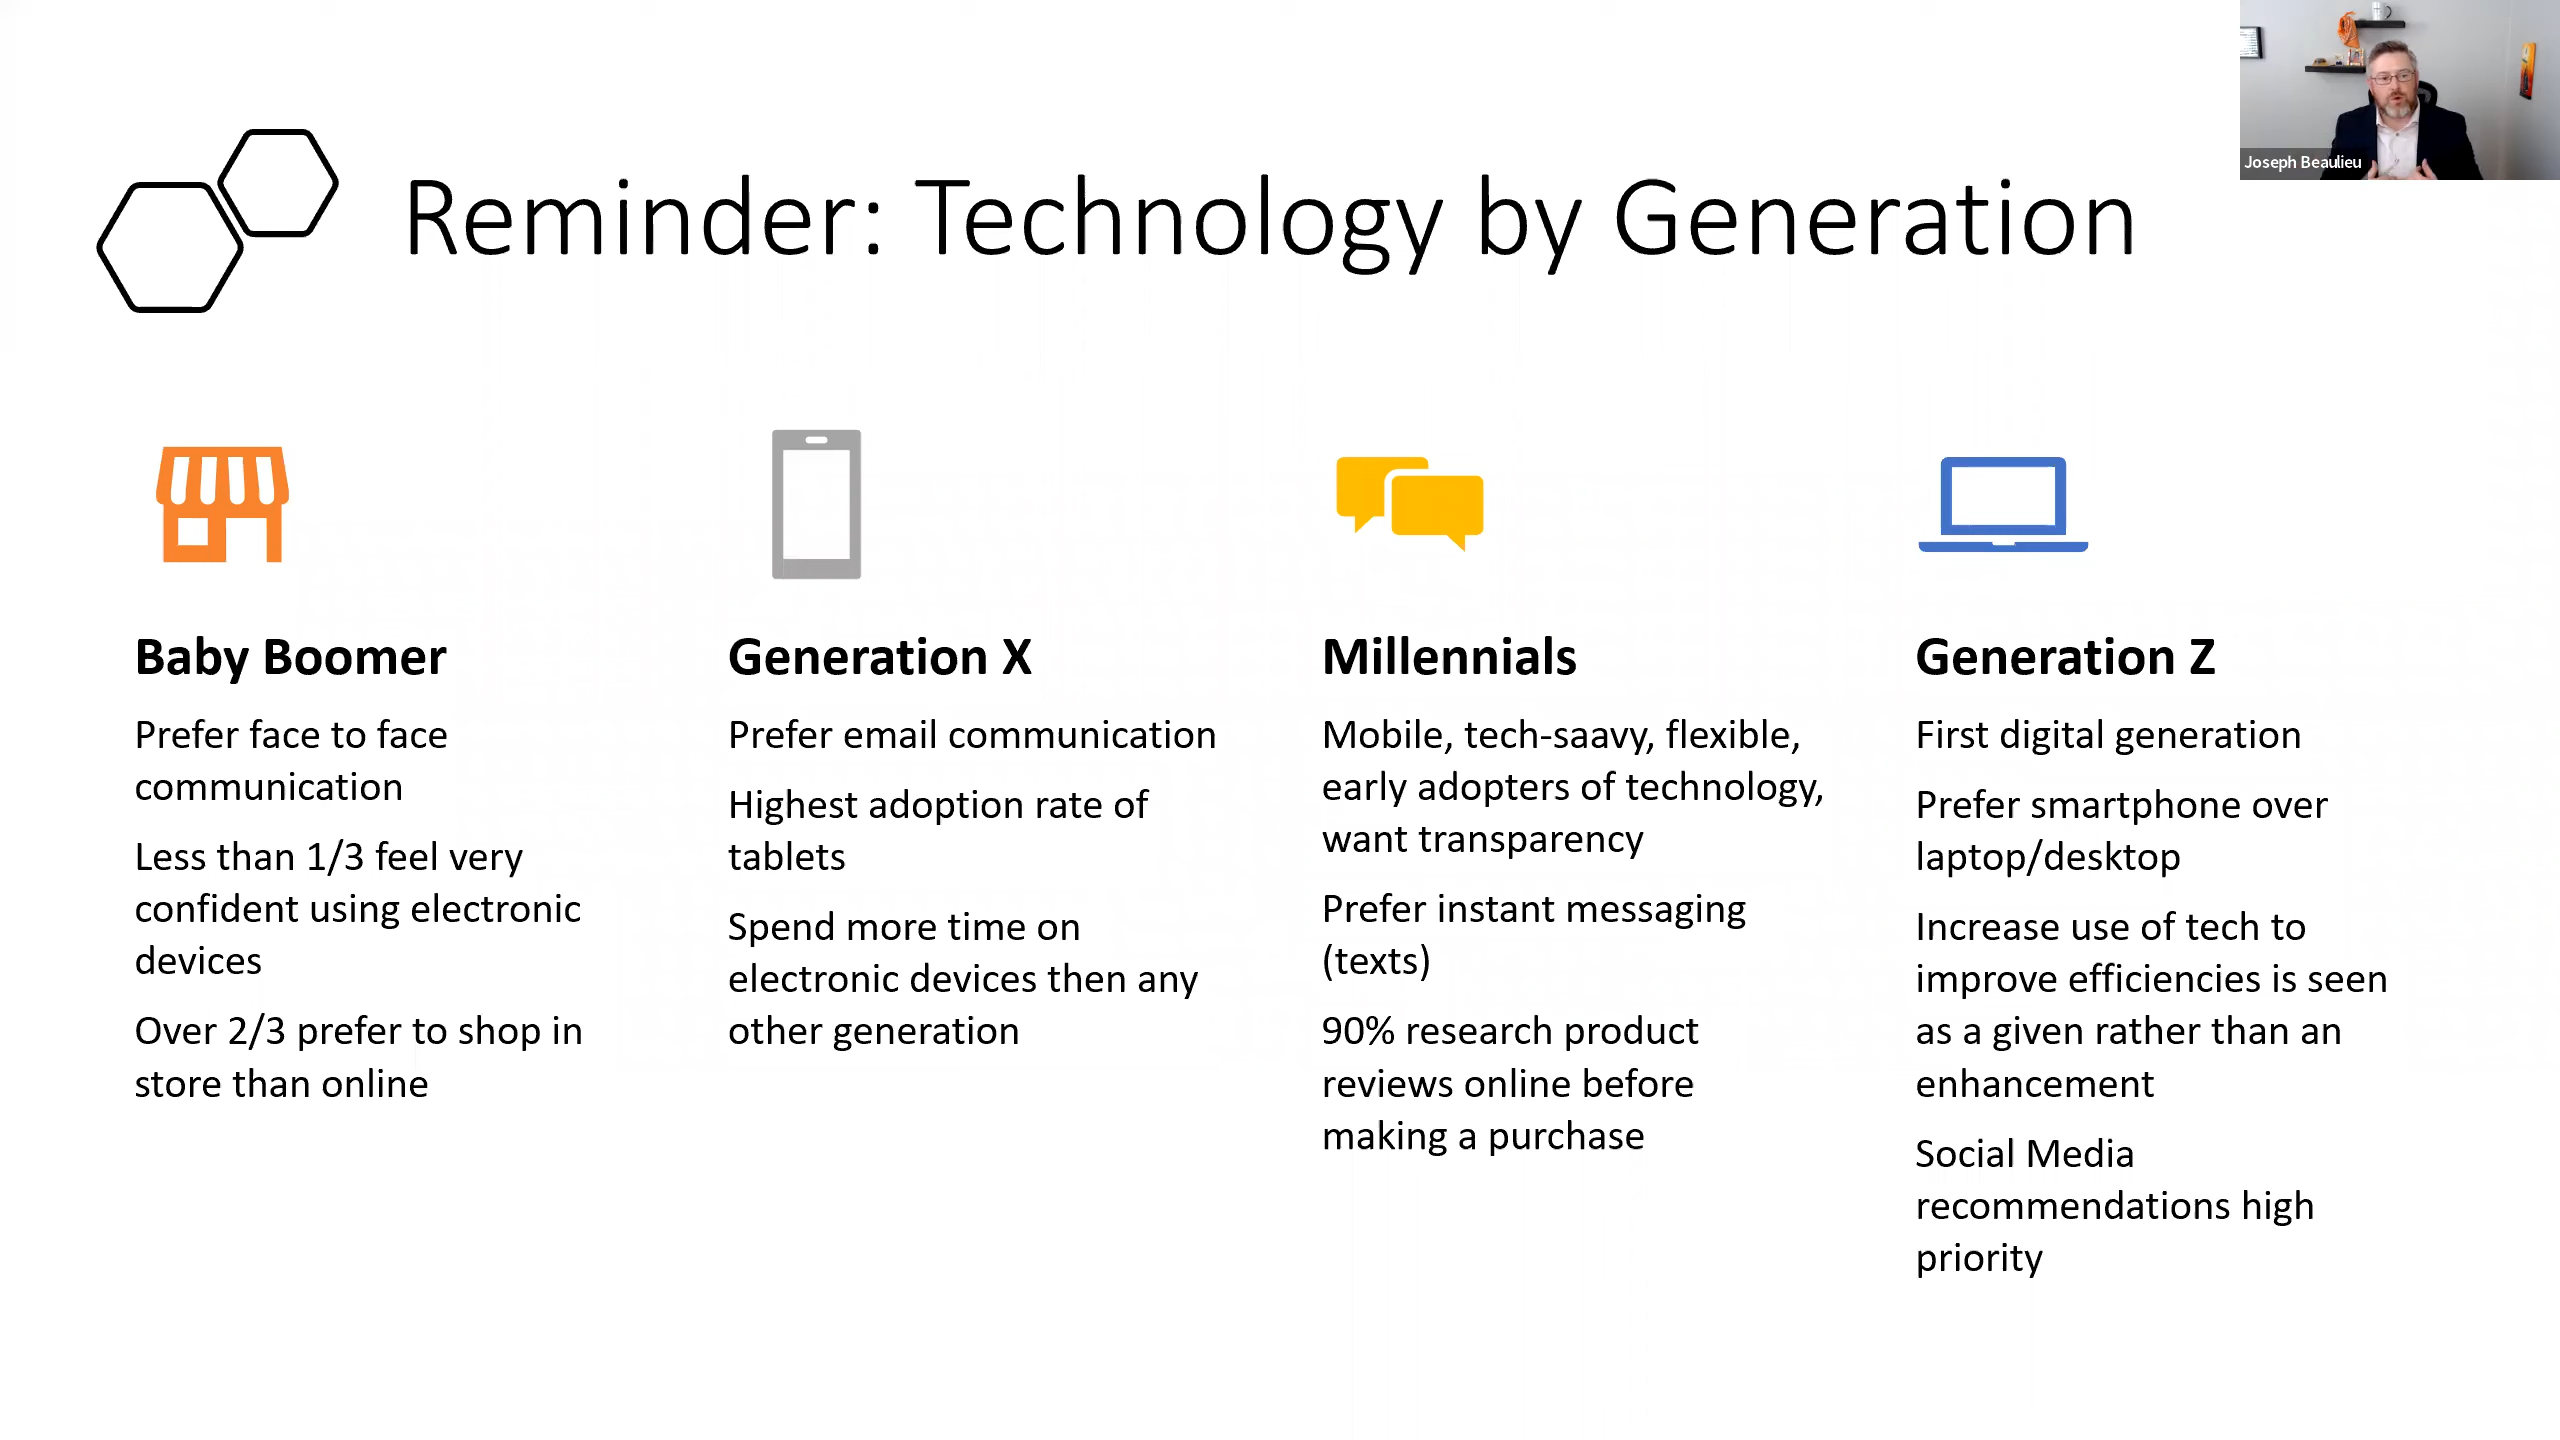 Joseph Beaulieu
Reminder: Technology by Generation
Baby Boomer
Prefer face to face
communication
Less than 1/3 feel very
confident using electronic
devices
Over 2/3 prefer to shop in
store than online
Generation X
Prefer email communication
Highest adoption rate of
tablets
Spend more time on
electronic devices then any
other generation
Millennials
Mobile, tech-saavy, flexible,
early adopters of technology,
want transparency
Prefer instant messaging
(texts)
90% research product
reviews online before
making a purchase
Generation Z
First digital generation
Prefer smartphone over
laptop/desktop
Increase use of tech to
improve efficiencies is seen
as a given rather than an
enhancement
Social Media
recommendations high
priority